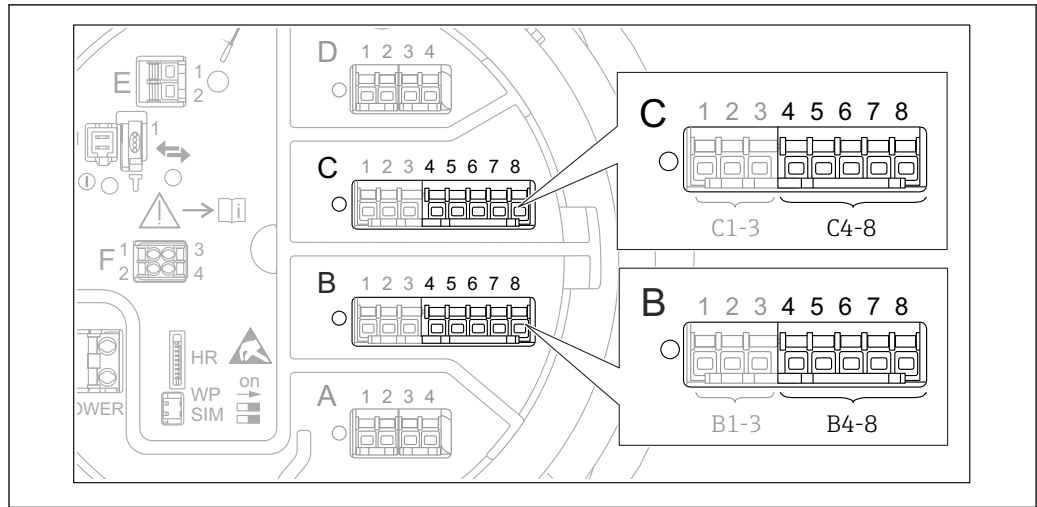 D 1 2 3 4
E 1
2
1
C 1 2 3 4 5 6 7 8
C 1 2 3 4 5 6 7 8
C1-3 C4-8
i
F 1 3
2 4
B 1 2 3 4 5 6 7 8
B 1 2 3 4 5 6 7 8
B1-3 B4-8
HR
on
WP
SIM
OWER
A 1 2 3 4